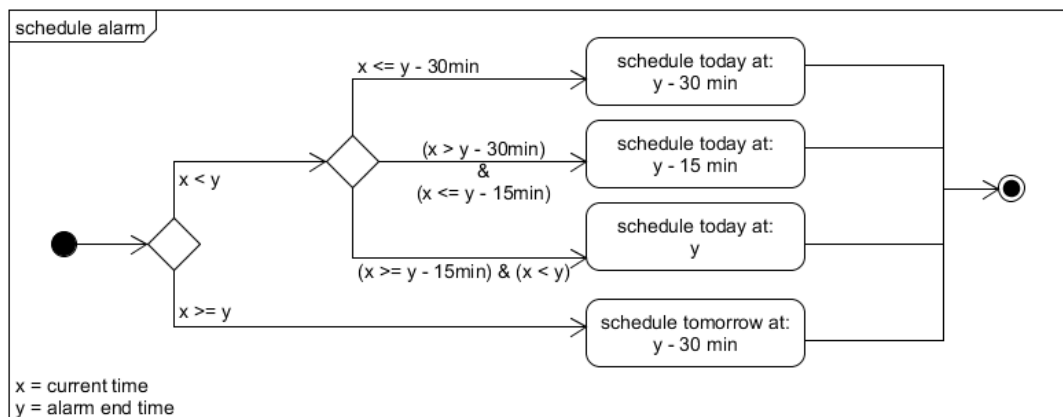 schedule alarm
x <= y - 30min
schedule today at:
y - 30 min
(x > y - 30min)
&
(x <= y - 15min)
schedule today at:
y - 15 min
x < y
schedule today at:
y
(x >= y - 15min) & (x < y)
x >= y
schedule tomorrow at:
y - 30 min
x = current time
y = alarm end time